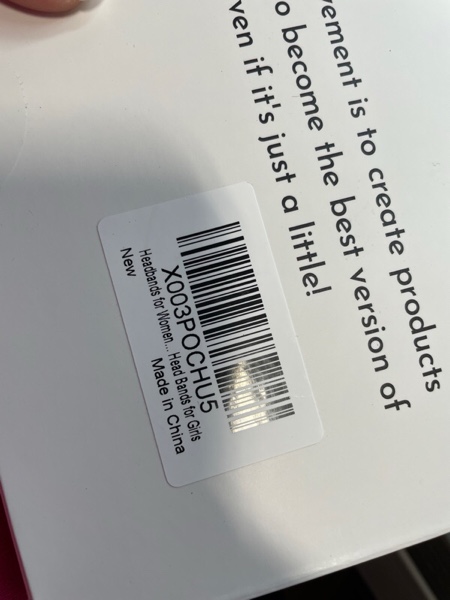 vement is to create products
o become the best version of
ven if it's just a little!
X003POCHU5
Headbands for Women... Head Bands for Girls
New
Made in China